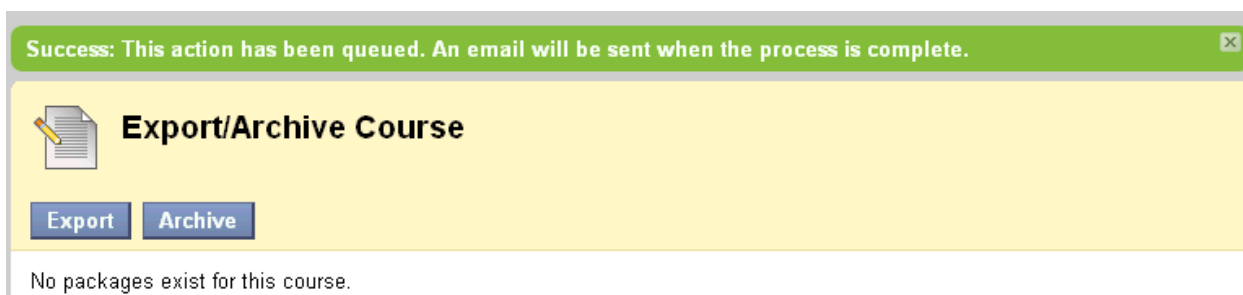 Success: This action has been queued. An email will be sent when the process is complete.
Export/Archive Course
Export Archive
No packages exist for this course.